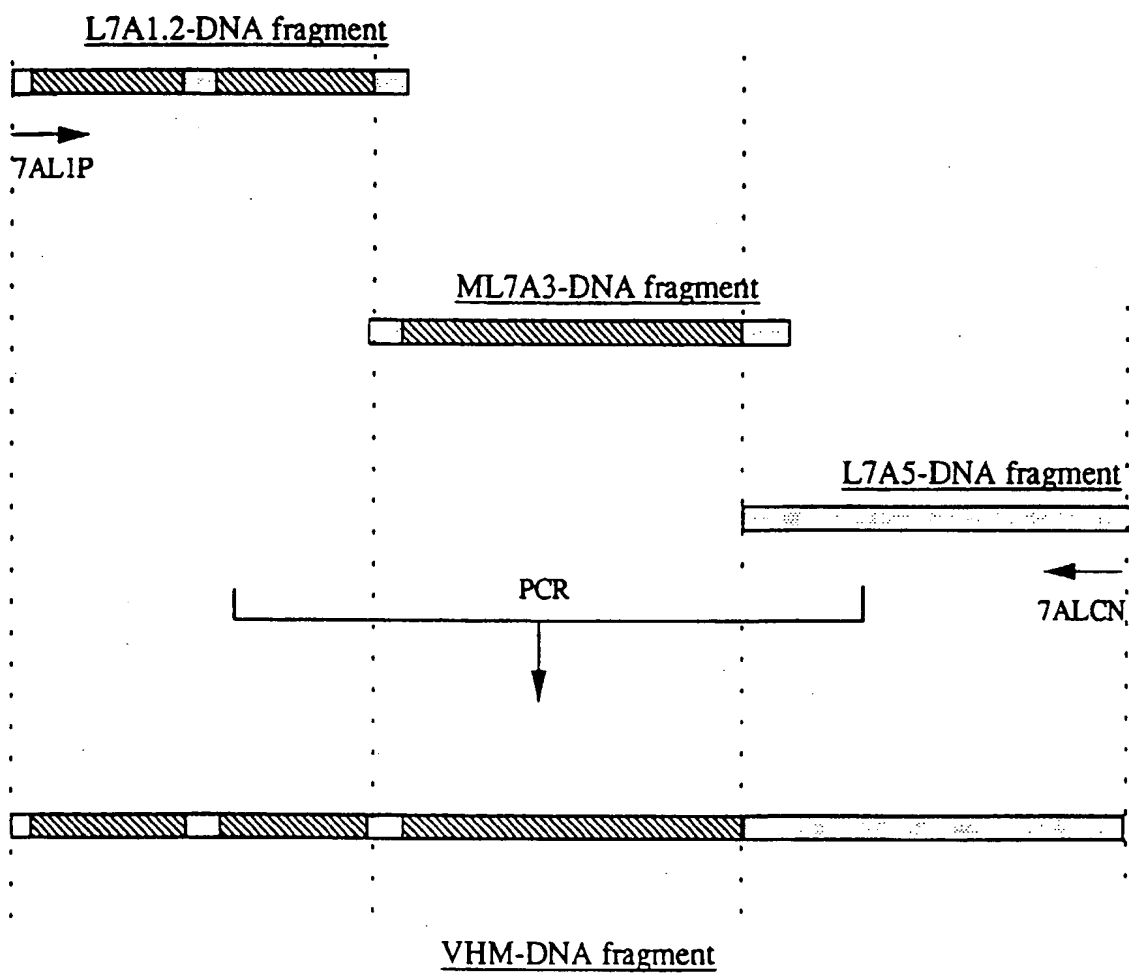 L7A1.2-DNA fragment
7AL1P
ML7A3-DNA fragment
L7A5-DNA fragment
PCR
7ALCN
VHM-DNA fragment